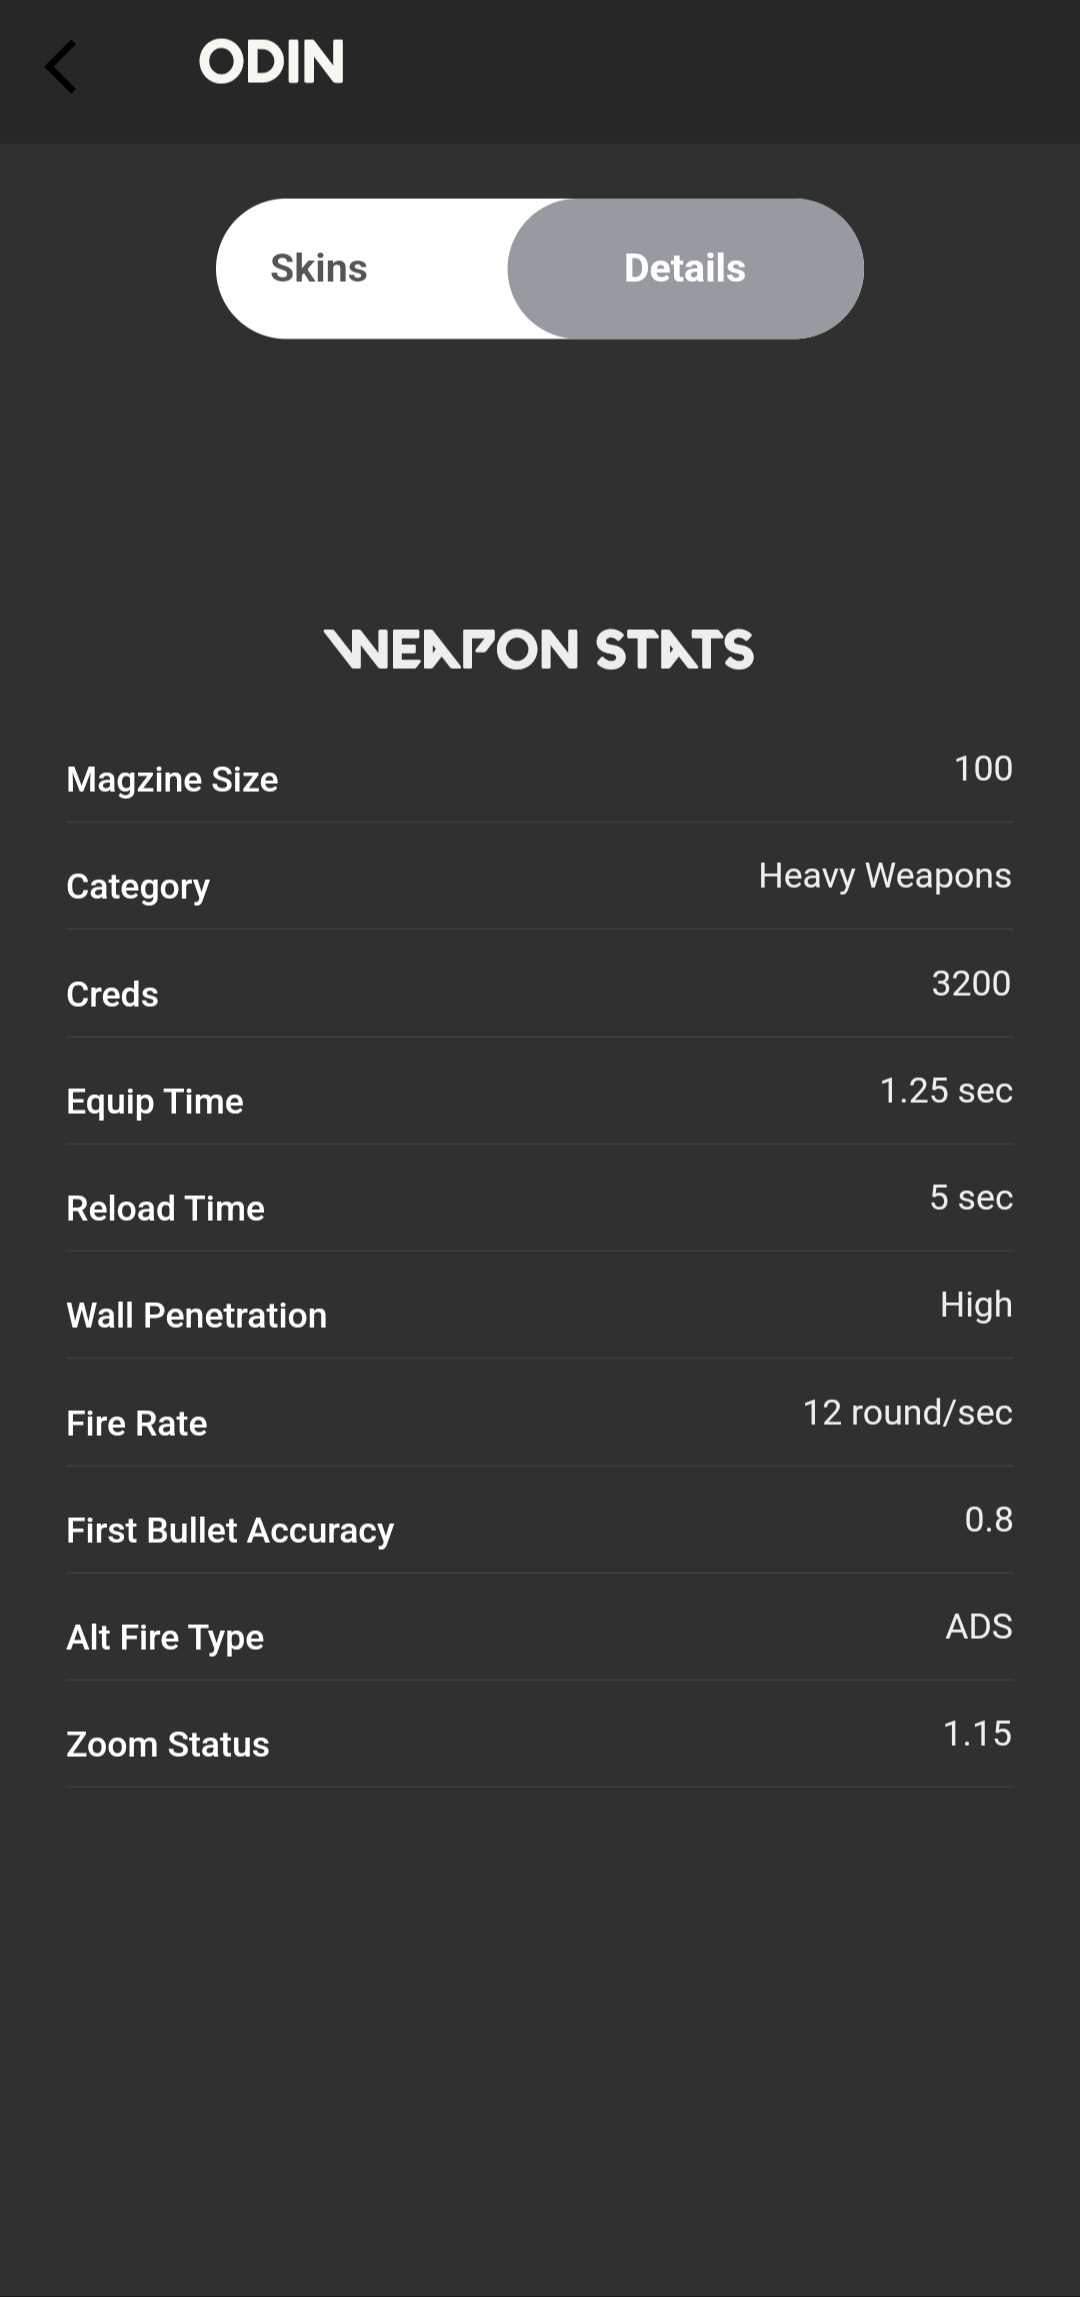 ODIN
Skins Details
WEAPON STATS
Magzine Size 100
Category Heavy Weapons
Creds 3200
Equip Time 1.25 sec
Reload Time 5 sec
Wall Penetration High
Fire Rate 12 round/sec
First Bullet Accuracy 0.8
Alt Fire Type ADS
Zoom Status 1.15